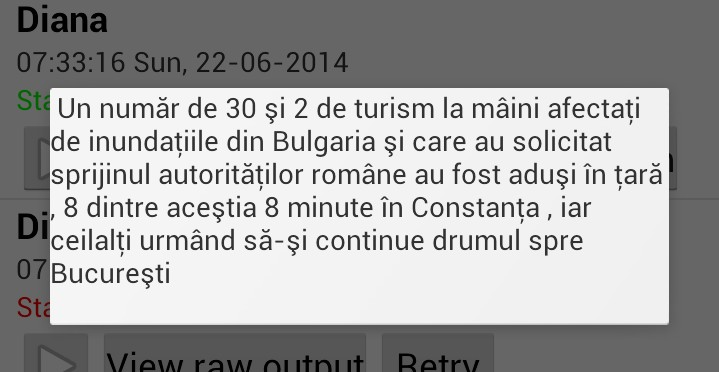 Diana
07:33:16 Sun, 22-06-2014
Un număr de 30 şi 2 de turism la mâini afectaţi
de inundaţiile din Bulgaria şi care au solicitat
sprijinul autorităţilor române au fost aduşi în ţară
, 8 dintre aceştia 8 minute în Constanţa , iar
ceilalţi urmând să-şi continue drumul spre
Bucureşti
Di
07
Sta
View raw output Retry